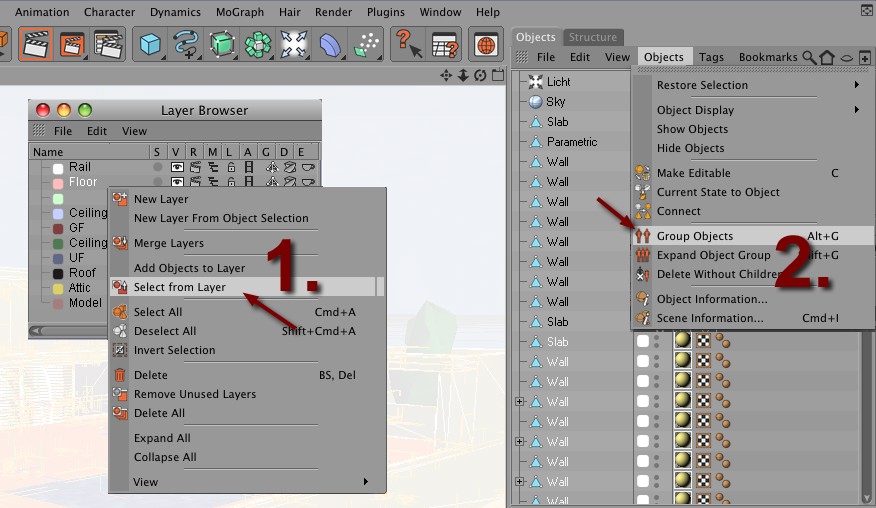 Animation Character Dynamics MoGraph Hair Render Plugins Window Help
Objects Structure
File Edit View Objects Tags Bookmarks
Layer Browser
File Edit View
Name S V R M L A G D E
Rail
Floor
Ceiling
GF
Ceiling
UF
Roof
Attic
Model
New Layer
New Layer From Object Selection
Merge Layers
Add Objects to Layer
Select from Layer
Select All Cmd+A
Deselect All Shift+Cmd+A
Invert Selection
Delete BS, Del
Remove Unused Layers
Delete All
Expand All
Collapse All
View
1.
Licht
Sky
Slab
Parametric
Wall
Wall
Wall
Wall
Wall
Wall
Wall
Wall
Slab
Slab
Wall
Wall
Wall
Wall
Wall
Wall
Wall
Wall
Restore Selection
Object Display
Show Objects
Hide Objects
Make Editable C
Current State to Object
Connect
Group Objects Alt+G
Expand Object Group ift+G
Delete Without Children
Object Information...
Scene Information... Cmd+I
2.